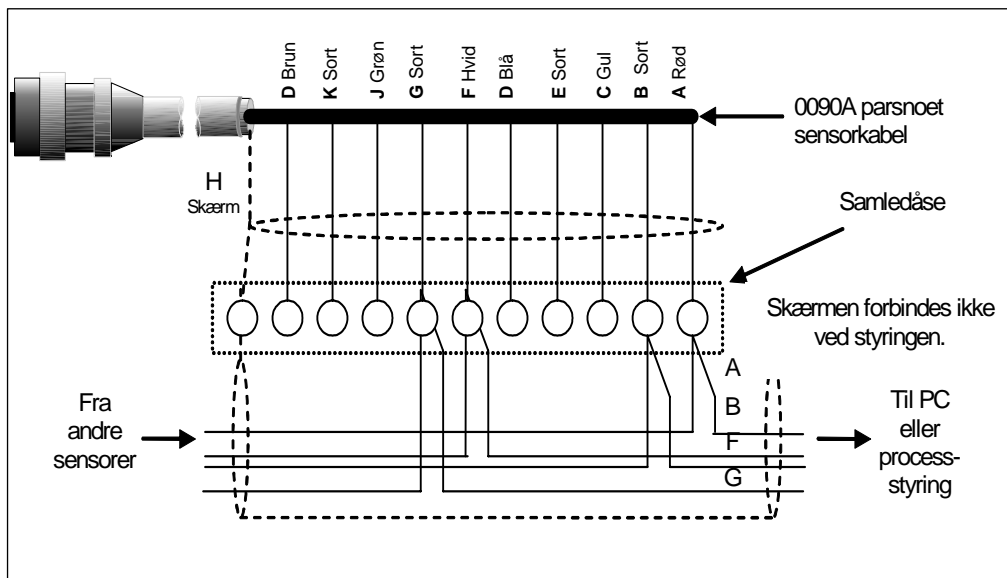 D Brun
K Sort
J Grøn
G Sort
F Hvid
D Blå
E Sort
C Gul
B Sort
A Rød
0090A parsnoet
sensorkabel
H
Skærm
Samledåse
Skærmen forbindes ikke
ved styringen.
A
B
F
G
Fra
andre
sensorer
Til PC
eller
process-
styring